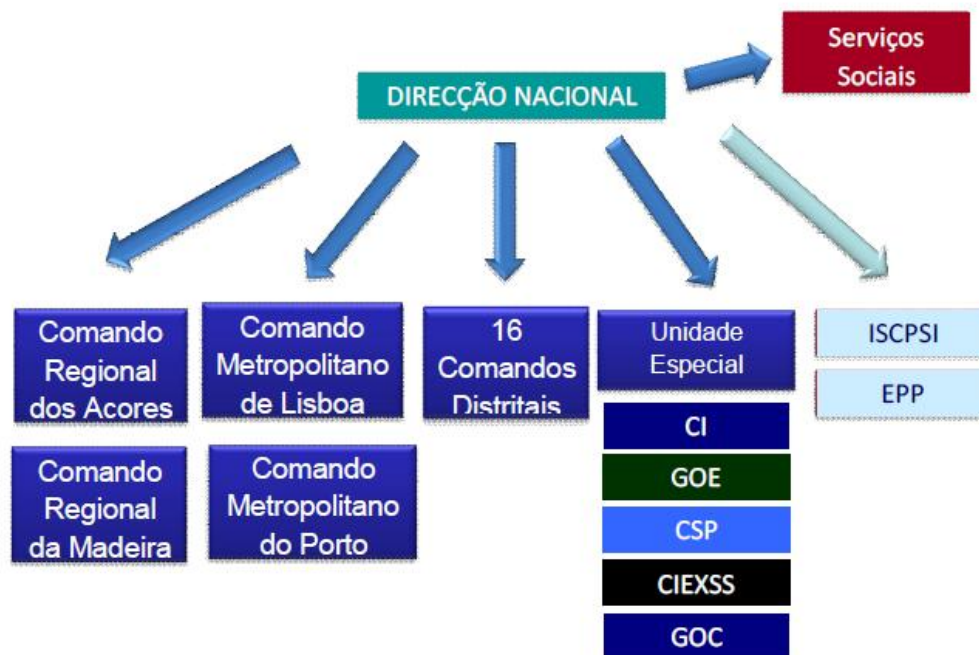 Serviços
Sociais
DIRECÇÃO NACIONAL
Comando
Regional
dos Acores
Comando
Metropolitano
de Lisboa
16
Comandos
Distritais
Unidade
Especial
ISCPSI
EPP
CI
GOE
CSP
CIEXSS
GOC
Comando
Regional
da Madeira
Comando
Metropolitano
do Porto